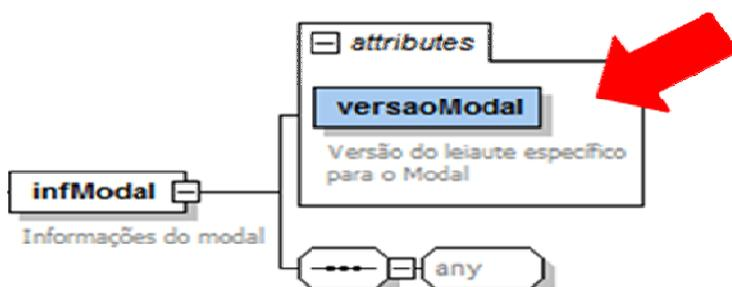 attributes
versaoModal
Versão do leiaute específico
para o Modal
infModal
Informações do modal
any